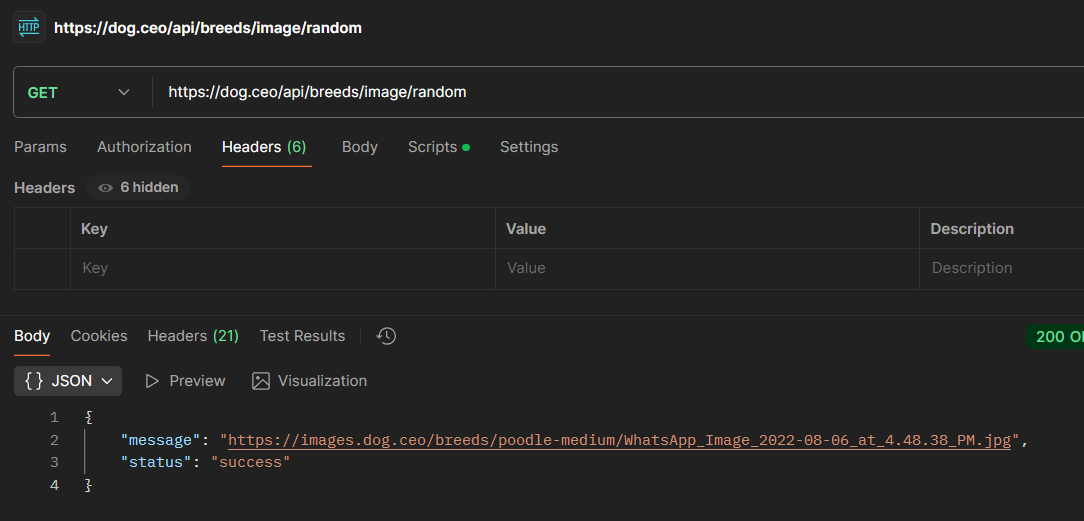 HTTP https://dog.ceo/api/breeds/image/random
GET https://dog.ceo/api/breeds/image/random
Params Authorization Headers (6) Body Scripts Settings
Headers 6 hidden
Key Value Description
Key Value Description
Body Cookies Headers (21) Test Results 200 O
{} JSON Preview Visualization
1 {
2 "message": "https://images.dog.ceo/breeds/poodle-medium/WhatsApp_Image_2022-08-06_at_4.48.38_PM.jpg",
3 "status": "success"
4 }